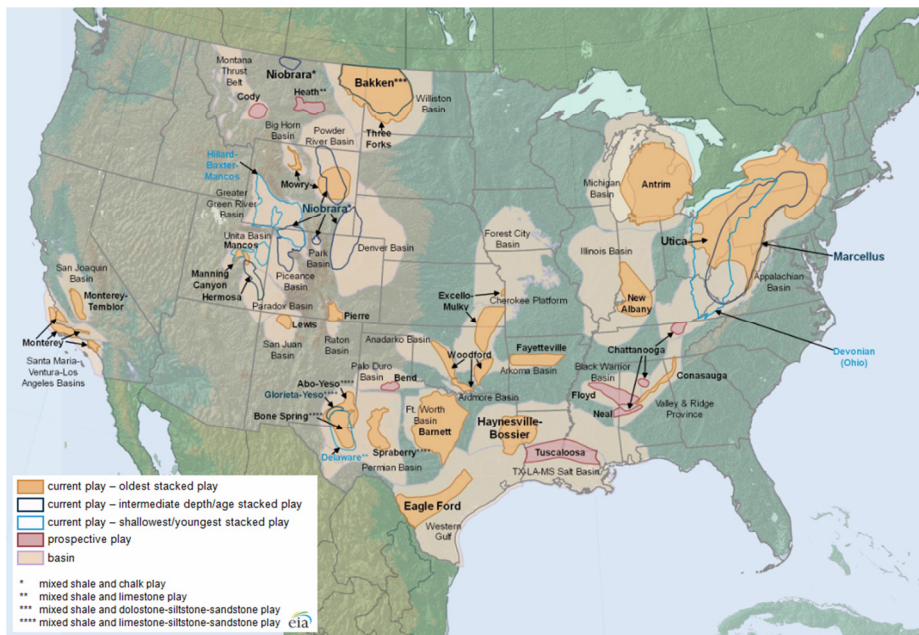 Montana
Thrust
Belt
Niobrara*
Bakken***
Cody
Heath**
Williston
Basin
Big Horn
Basin
Powder
River Basin
Three
Forks
Hillard-
Baxter-
Mancos
Mowry
Greater
Green River
Basin
Niobrara*
Michigan
Basin
Antrim
Uinta Basin
Mancos
Park
Basin
Denver Basin
Forest City
Basin
Illinois Basin
Utica
Marcellus
San Joaquin
Basin
Manning
Canyon
Hermosa
Piceance
Basin
Appalachian
Basin
Monterey-
Temblor
Paradox Basin
Excello-
Mulky
Cherokee Platform
New
Albany
Monterey
Lewis
Pierre
San Juan
Basin
Raton
Basin
Anadarko Basin
Woodford
Fayetteville
Chattanooga
Devonian
(Ohio)
Santa Maria-
Ventura-Los
Angeles Basins
Palo Duro
Basin
Bend
Arkoma Basin
Black Warrior
Basin
Conasauga
Abo-Yeso****
Glorieta-Yeso****
Ardmore Basin
Floyd
Neal
Valley & Ridge
Province
Bone Spring****
Ft. Worth
Basin
Barnett
Haynesville-
Bossier
Delaware**
Spraberry****
Permian Basin
Tuscaloosa
TX-LA-MS Salt Basin
Eagle Ford
Western
Gulf
current play – oldest stacked play
current play – intermediate depth/age stacked play
current play – shallowest/youngest stacked play
prospective play
basin
* mixed shale and chalk play
** mixed shale and limestone play
*** mixed shale and dolostone-siltstone-sandstone play
**** mixed shale and limestone-siltstone-sandstone play
eia